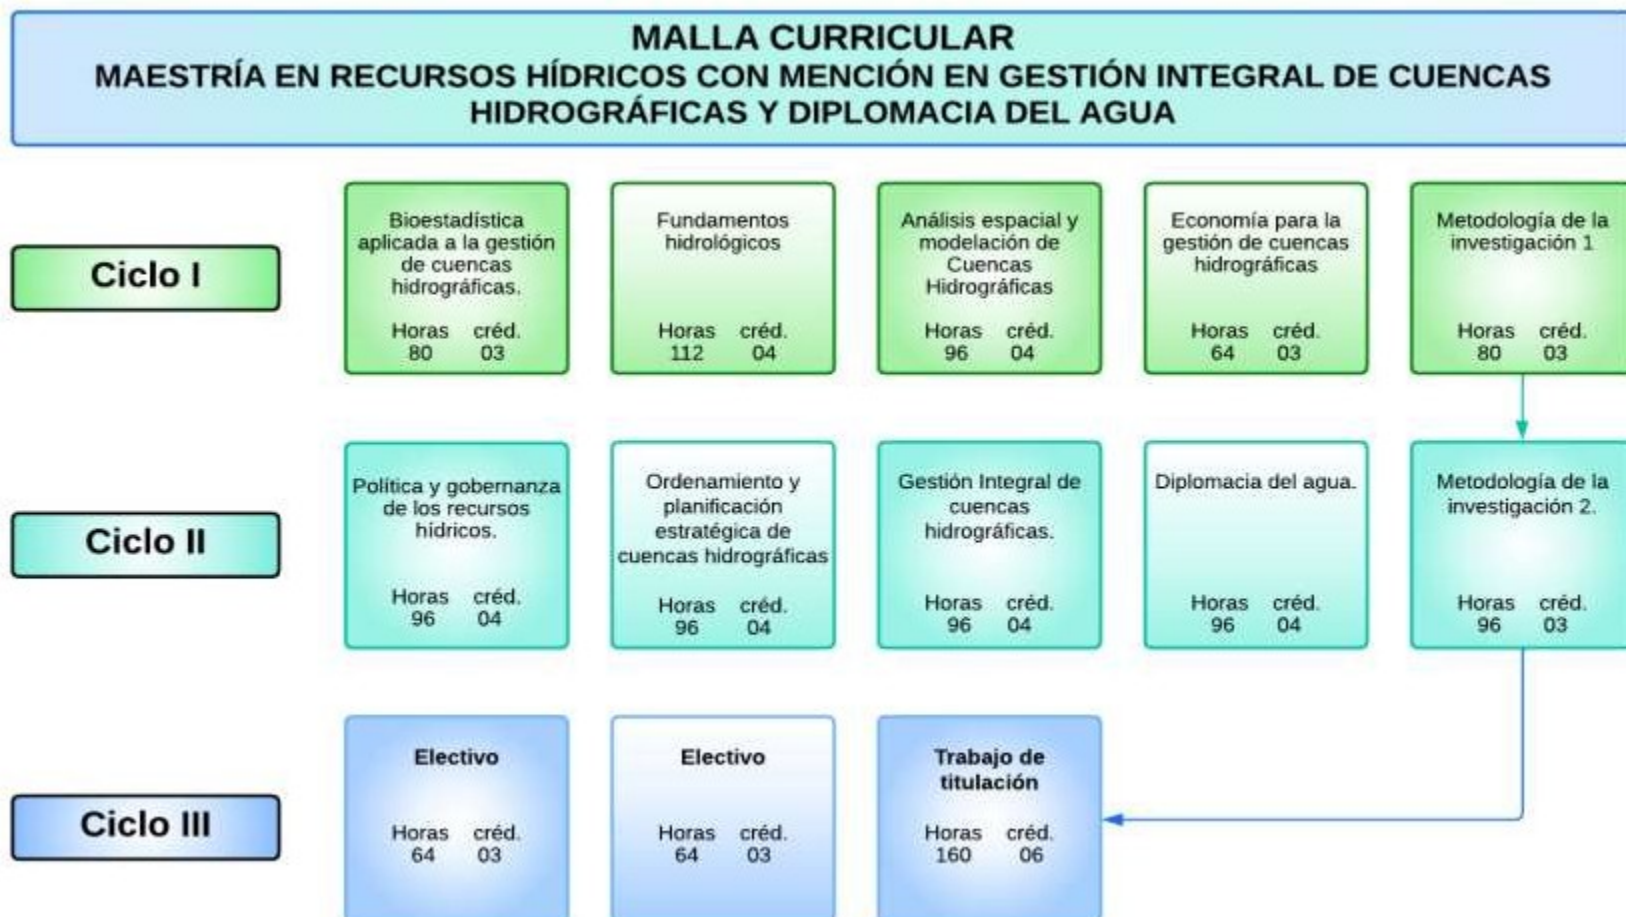 MALLA CURRICULAR
MAESTRÍA EN RECURSOS HÍDRICOS CON MENCIÓN EN GESTIÓN INTEGRAL DE CUENCAS
HIDROGRÁFICAS Y DIPLOMACIA DEL AGUA
Ciclo I
Bioestadística
aplicada a la gestión
de cuencas
hidrográficas.
Horas créd.
80 03
Fundamentos
hidrológicos
Horas créd.
112 04
Análisis espacial y
modelación de
Cuencas
Hidrográficas
Horas créd.
96 04
Economía para la
gestión de cuencas
hidrográficas
Horas créd.
64 03
Metodología de la
investigación 1
Horas créd.
80 03
Ciclo II
Política y gobernanza
de los recursos
hídricos.
Horas créd.
96 04
Ordenamiento y
planificación
estratégica de
cuencas hidrográficas
Horas créd.
96 04
Gestión Integral de
cuencas
hidrográficas.
Horas créd.
96 04
Diplomacia del agua.
Horas créd.
96 04
Metodología de la
investigación 2.
Horas créd.
96 03
Ciclo III
Electivo
Horas créd.
64 03
Electivo
Horas créd.
64 03
Trabajo de
titulación
Horas créd.
160 06